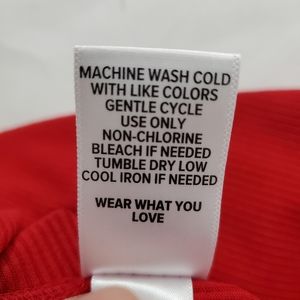 MACHINE WASH COLD
WITH LIKE COLORS
GENTLE CYCLE
USE ONLY
NON-CHLORINE
BLEACH IF NEEDED
TUMBLE DRY LOW
COOL IRON IF NEEDED
WEAR WHAT YOU
LOVE